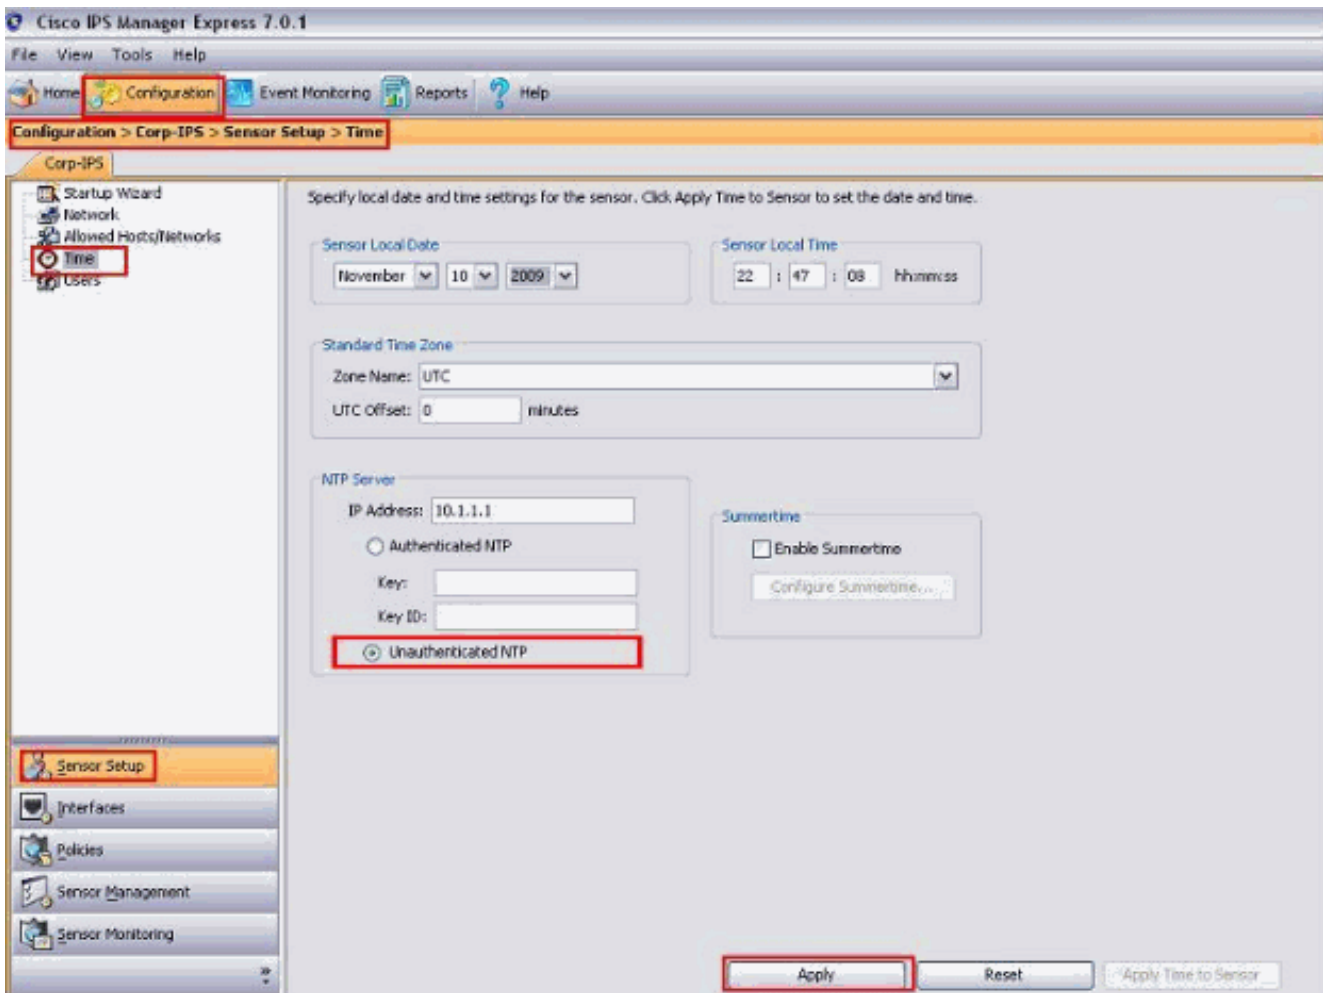 Cisco IPS Manager Express 7.0.1
File View Tools Help
Home Configuration Event Monitoring Reports Help
Configuration > Corp-IPS > Sensor Setup > Time
Corp-IPS
Startup Wizard
Network
Allowed Hosts/Networks
Time
Users
Specify local date and time settings for the sensor. Click Apply Time to Sensor to set the date and time.
Sensor Local Date
November 10 2009
Sensor Local Time
22 : 47 : 08 hh:mm:ss
Standard Time Zone
Zone Name: UTC
UTC Offset: 0 minutes
NTP Server
IP Address: 10.1.1.1
Authenticated NTP
Key:
Key ID:
Unauthenticated NTP
Summertime
Enable Summertime
Configure Summertime...
Sensor Setup
Interfaces
Policies
Sensor Management
Sensor Monitoring
Apply Reset Apply Time to Sensor